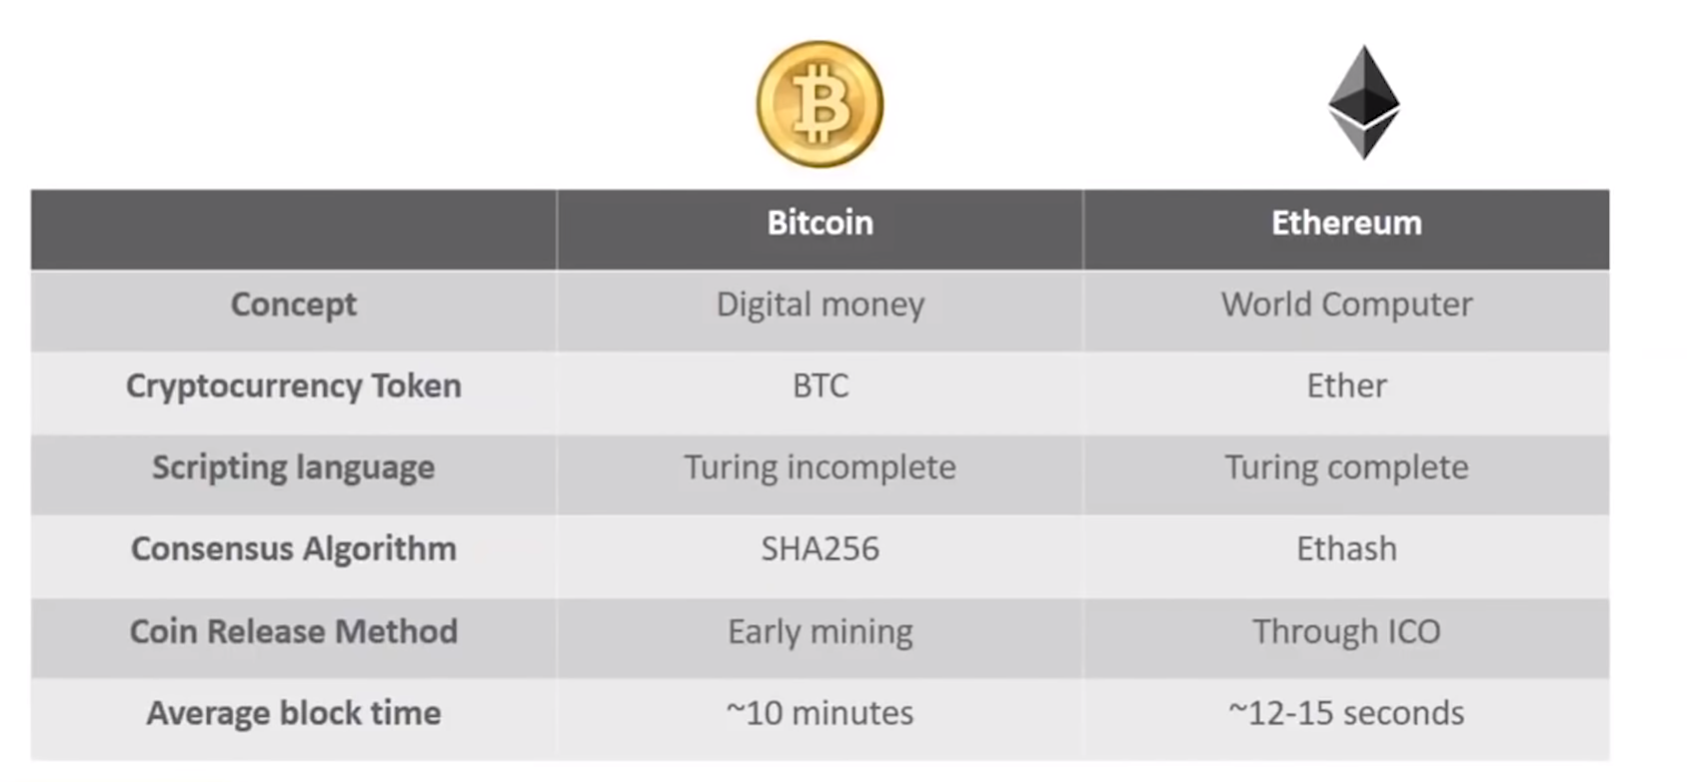 Bitcoin Ethereum
Concept Digital money World Computer
Cryptocurrency Token BTC Ether
Scripting language Turing incomplete Turing complete
Consensus Algorithm SHA256 Ethash
Coin Release Method Early mining Through ICO
Average block time ~10 minutes ~12-15 seconds